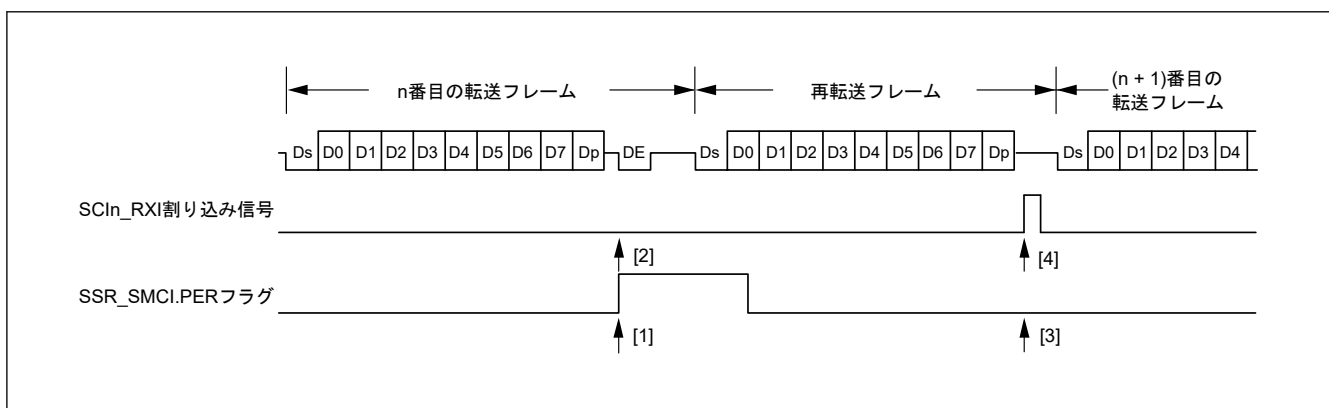 n番目の転送フレーム
再転送フレーム
(n + 1)番目の
転送フレーム
Ds D0 D1 D2 D3 D4 D5 D6 D7 Dp DE Ds D0 D1 D2 D3 D4 D5 D6 D7 Dp Ds D0 D1 D2 D3 D4
SCIn_RXI割り込み信号
[2]
[4]
SSR_SMCI.PERフラグ
[1]
[3]